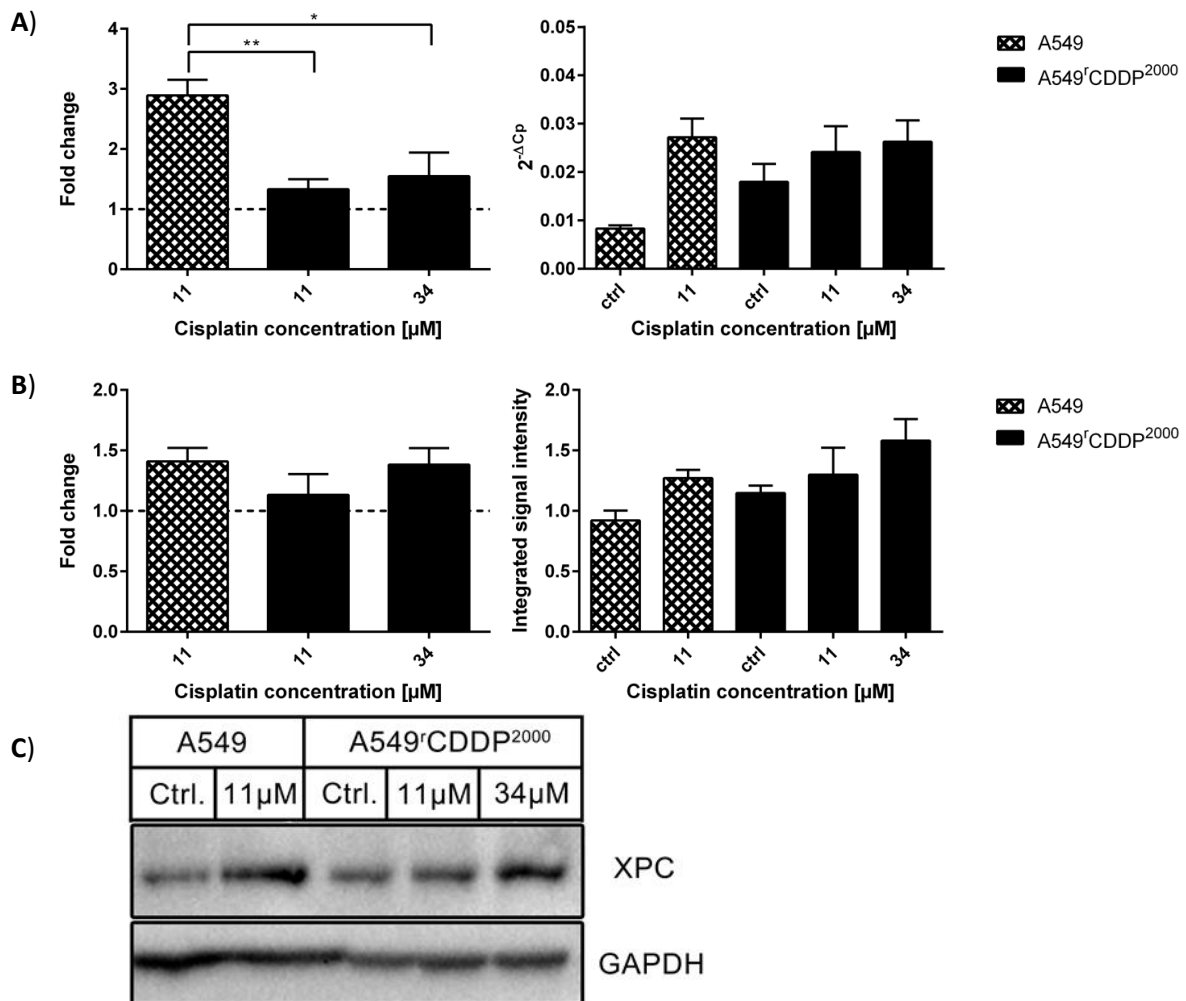 A)
*
**
4
3
2
1
0
Fold change
11
11
34
Cisplatin concentration [µM]
0.05
0.04
0.03
0.02
0.01
0.00
2^-ΔCp
ctrl
11
ctrl
11
34
Cisplatin concentration [µM]
A549
A549^rCDDP^2000
B)
2.0
1.5
1.0
0.5
0.0
Fold change
11
11
34
Cisplatin concentration [µM]
2.0
1.5
1.0
0.5
0.0
Integrated signal intensity
ctrl
11
ctrl
11
34
Cisplatin concentration [µM]
A549
A549^rCDDP^2000
C)
A549 A549^rCDDP^2000
Ctrl. 11µM Ctrl. 11µM 34µM
XPC
GAPDH